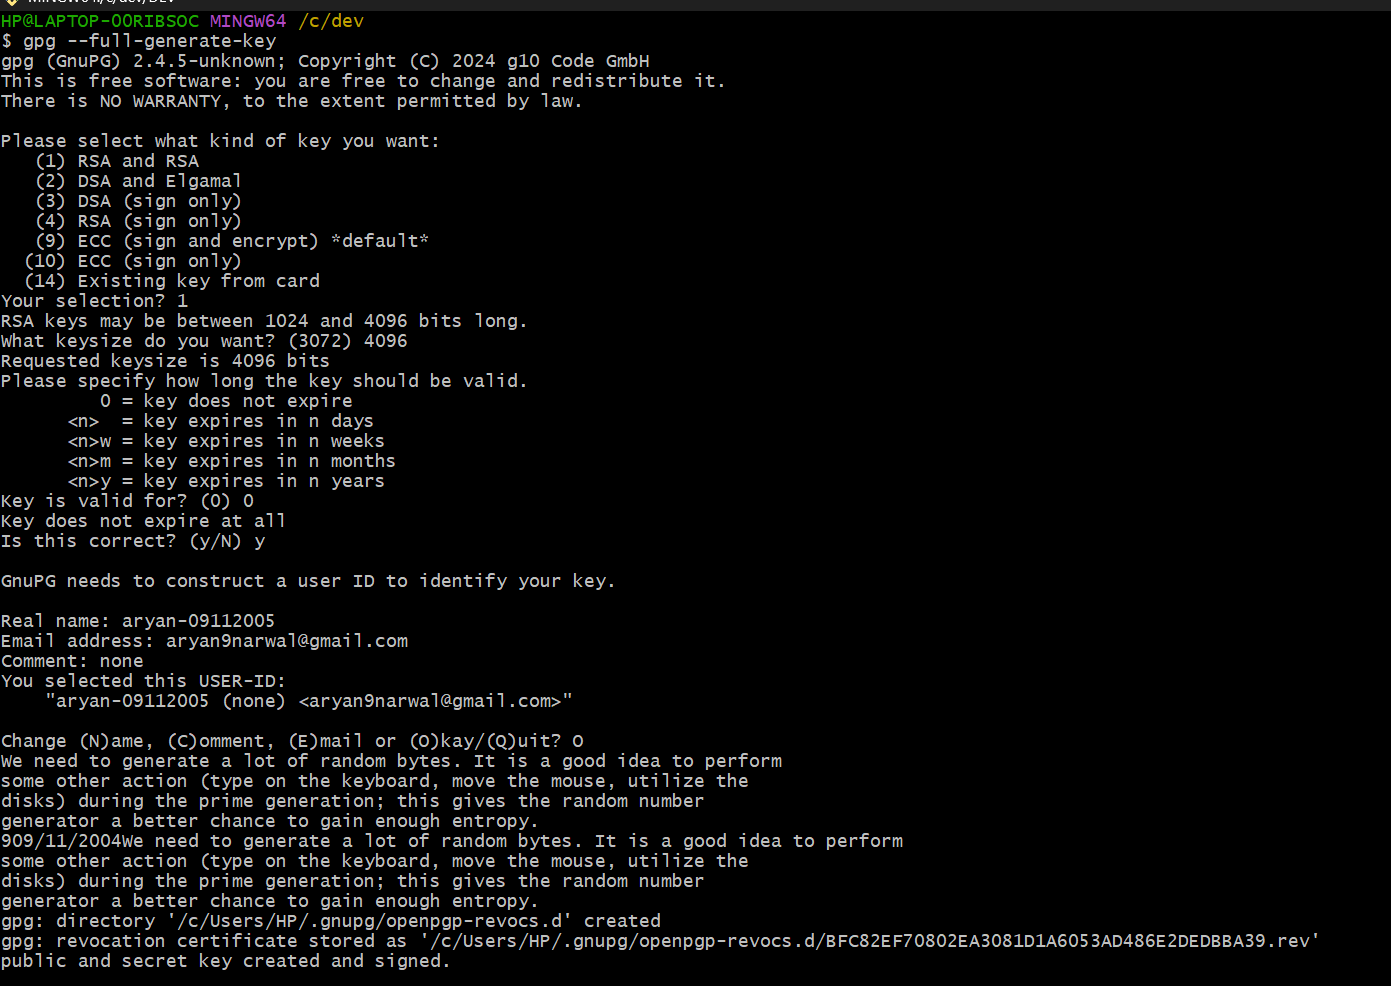 HP@LAPTOP-OORIBSOC MINGW64 /c/dev
$ gpg --full-generate-key
gpg (GnuPG) 2.4.5-unknown; Copyright (C) 2024 g10 Code GmbH
This is free software: you are free to change and redistribute it.
There is NO WARRANTY, to the extent permitted by law.

Please select what kind of key you want:
   (1) RSA and RSA
   (2) DSA and Elgamal
   (3) DSA (sign only)
   (4) RSA (sign only)
   (9) ECC (sign and encrypt) *default*
  (10) ECC (sign only)
  (14) Existing key from card
Your selection? 1
RSA keys may be between 1024 and 4096 bits long.
What keysize do you want? (3072) 4096
Requested keysize is 4096 bits
Please specify how long the key should be valid.
         0 = key does not expire
      <n>  = key expires in n days
      <n>w = key expires in n weeks
      <n>m = key expires in n months
      <n>y = key expires in n years
Key is valid for? (0) 0
Key does not expire at all
Is this correct? (y/N) y

GnuPG needs to construct a user ID to identify your key.

Real name: aryan-09112005
Email address: aryan9narwal@gmail.com
Comment: none
You selected this USER-ID:
    "aryan-09112005 (none) <aryan9narwal@gmail.com>"

Change (N)ame, (C)omment, (E)mail or (O)kay/(Q)uit? O
We need to generate a lot of random bytes. It is a good idea to perform
some other action (type on the keyboard, move the mouse, utilize the
disks) during the prime generation; this gives the random number
generator a better chance to gain enough entropy.
909/11/2004We need to generate a lot of random bytes. It is a good idea to perform
some other action (type on the keyboard, move the mouse, utilize the
disks) during the prime generation; this gives the random number
generator a better chance to gain enough entropy.
gpg: directory '/c/Users/HP/.gnupg/openpgp-revocs.d' created
gpg: revocation certificate stored as '/c/Users/HP/.gnupg/openpgp-revocs.d/BFC82EF70802EA3081D1A6053AD486E2DEDBBA39.rev'
public and secret key created and signed.